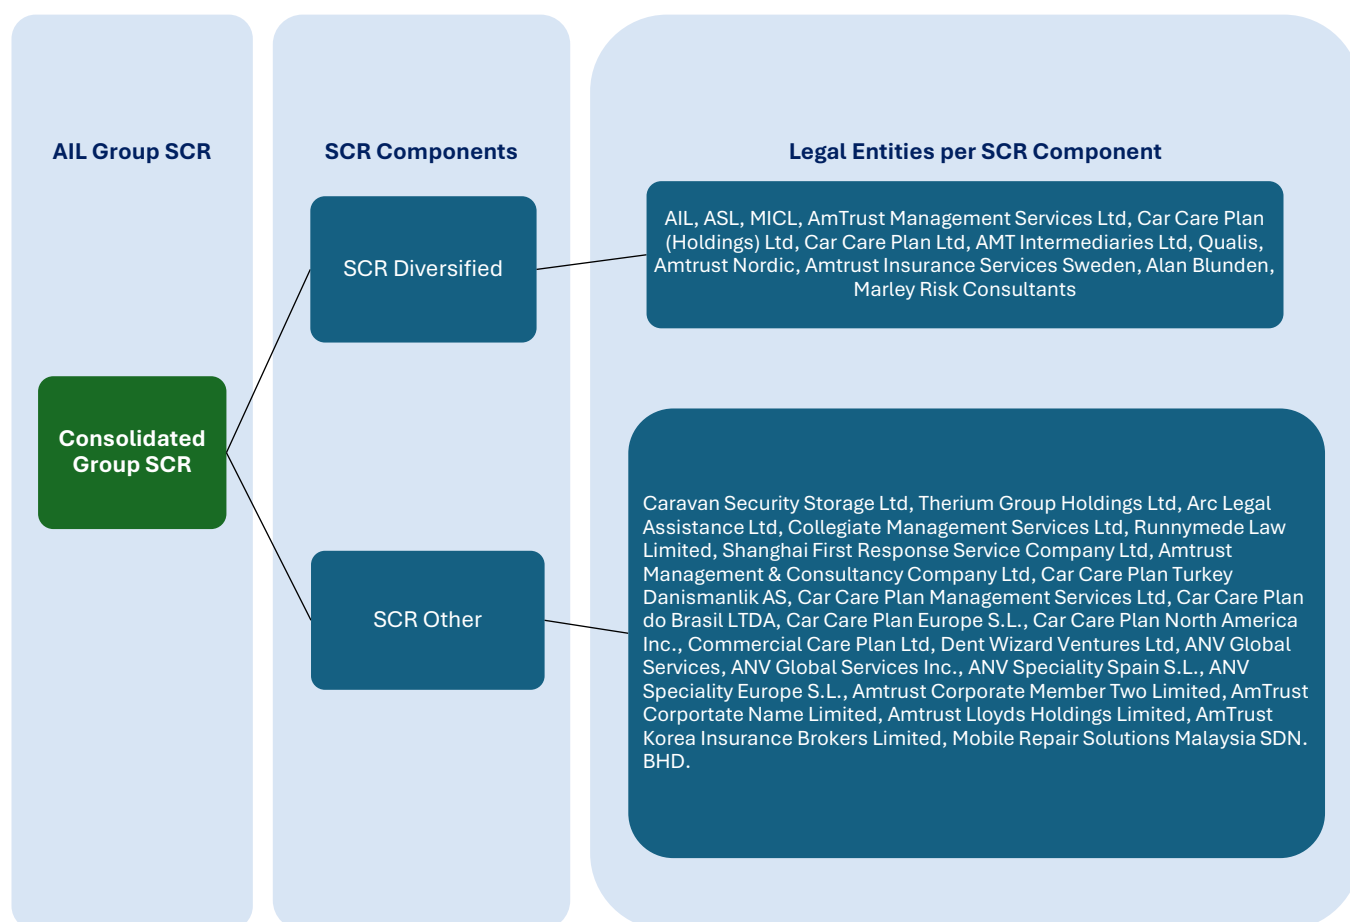 AIL Group SCR
SCR Components
Legal Entities per SCR Component
Consolidated
Group SCR
SCR Diversified
AIL, ASL, MICL, AmTrust Management Services Ltd, Car Care Plan
(Holdings) Ltd, Car Care Plan Ltd, AMT Intermediaries Ltd, Qualis,
Amtrust Nordic, Amtrust Insurance Services Sweden, Alan Blunden,
Marley Risk Consultants
SCR Other
Caravan Security Storage Ltd, Therium Group Holdings Ltd, Arc Legal
Assistance Ltd, Collegiate Management Services Ltd, Runnymede Law
Limited, Shanghai First Response Service Company Ltd, Amtrust
Management & Consultancy Company Ltd, Car Care Plan Turkey
Danismanlik AS, Car Care Plan Management Services Ltd, Car Care Plan
do Brasil LTDA, Car Care Plan Europe S.L., Car Care Plan North America
Inc., Commercial Care Plan Ltd, Dent Wizard Ventures Ltd, ANV Global
Services, ANV Global Services Inc., ANV Speciality Spain S.L., ANV
Speciality Europe S.L., Amtrust Corporate Member Two Limited, AmTrust
Corportate Name Limited, Amtrust Lloyds Holdings Limited, AmTrust
Korea Insurance Brokers Limited, Mobile Repair Solutions Malaysia SDN.
BHD.